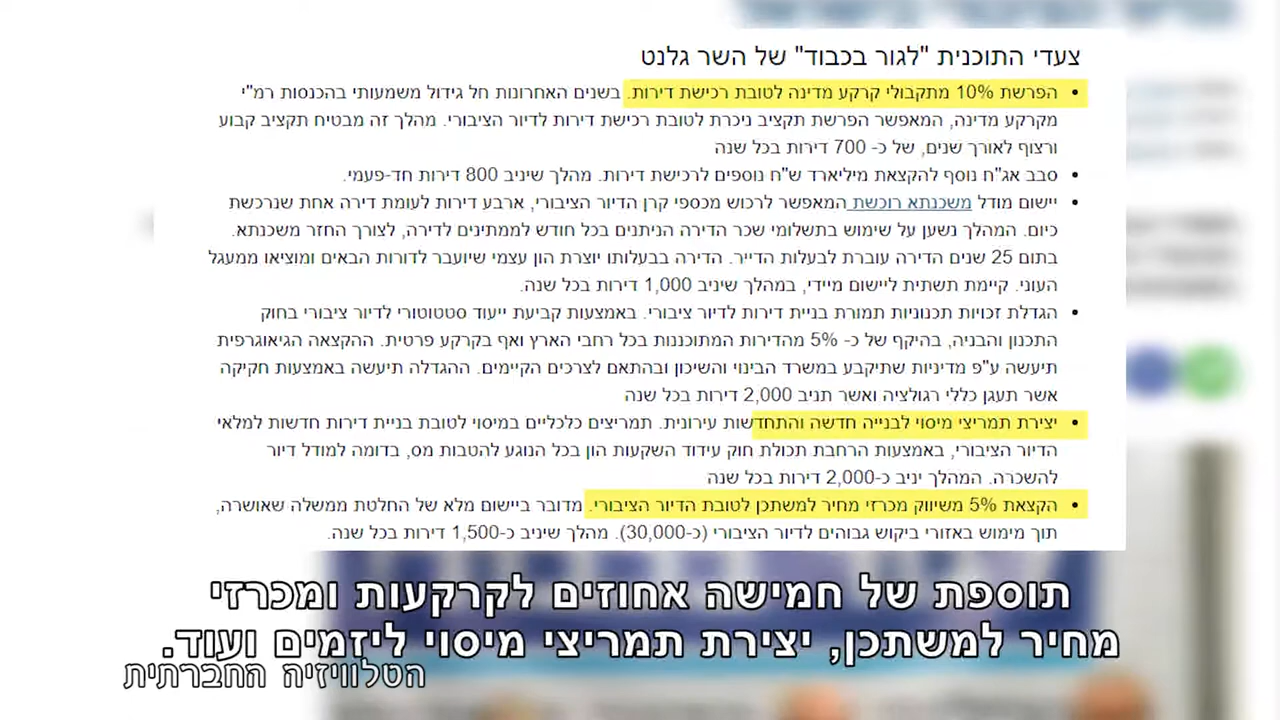 צעדי התוכנית "לגור בכבוד" של השר גלנט
• הפרשת 10% מתקבולי קרקע מדינה לטובת רכישת דירות. בשנים האחרונות חל גידול משמעותי בהכנסות רמ"י
מקרקע מדינה, המאפשר הפרשת תקציב ניכרת לטובת רכישת דירות לדיור הציבורי. מהלך זה מבטיח תקציב קבוע
ורצוף לאורך שנים, של כ- 700 דירות בכל שנה
• סבב אג"ח נוסף להקצאת מיליארד ש"ח נוספים לרכישת דירות. מהלך שיניב 800 דירות חד-פעמי.
• יישום מודל משכנתא רוכשת המאפשר לרכוש מכספי קרן הדיור הציבורי, ארבע דירות לעומת דירה אחת שנרכשת
כיום. המהלך נשען על שימוש בתשלומי שכר הדירה הניתנים בכל חודש לממתינים לדירה, לצורך החזר משכנתא.
בתום 25 שנים הדירה עוברת לבעלות הדייר. הדירה בבעלותו יוצרת הון עצמי שיועבר לדורות הבאים ומוציאו ממעגל
העוני. קיימת תשתית ליישום מיידי, במהלך שיניב 1,000 דירות בכל שנה.
• הגדלת זכויות תכנוניות תמורת בניית דירות לדיור ציבורי. באמצעות קביעת ייעוד סטטוטורי לדיור ציבורי בחוק
התכנון והבניה, בהיקף של כ- 5% מהדירות המתוכננות בכל רחבי הארץ ואף בקרקע פרטית. ההקצאה הגיאוגרפית
תיעשה ע"פ מדיניות שתיקבע במשרד הבינוי והשיכון ובהתאם לצרכים הקיימים. ההגדלה תיעשה באמצעות חקיקה
אשר תעגן כללי רגולציה ואשר תניב 2,000 דירות בכל שנה
• יצירת תמריצי מיסוי לבנייה חדשה והתחדשות עירונית. תמריצים כלכליים במיסוי לטובת בניית דירות חדשות למלאי
הדיור הציבורי, באמצעות הרחבת תכולת חוק עידוד השקעות הון בכל הנוגע להטבות מס, בדומה למודל דיור
להשכרה. המהלך יניב כ-2,000 דירות בכל שנה
• הקצאת 5% משיווק מכרזי מחיר למשתכן לטובת הדיור הציבורי. מדובר ביישום מלא של החלטת ממשלה שאושרה,
תוך מימוש באזורי ביקוש גבוהים לדיור הציבורי (כ-30,000). מהלך שיניב כ-1,500 דירות בכל שנה.
תוספת של חמישה אחוזים לקרקעות ומכרזי
מחיר למשתכן, יצירת תמריצי מיסוי ליזמים ועוד.
הטלוויזיה החברתית